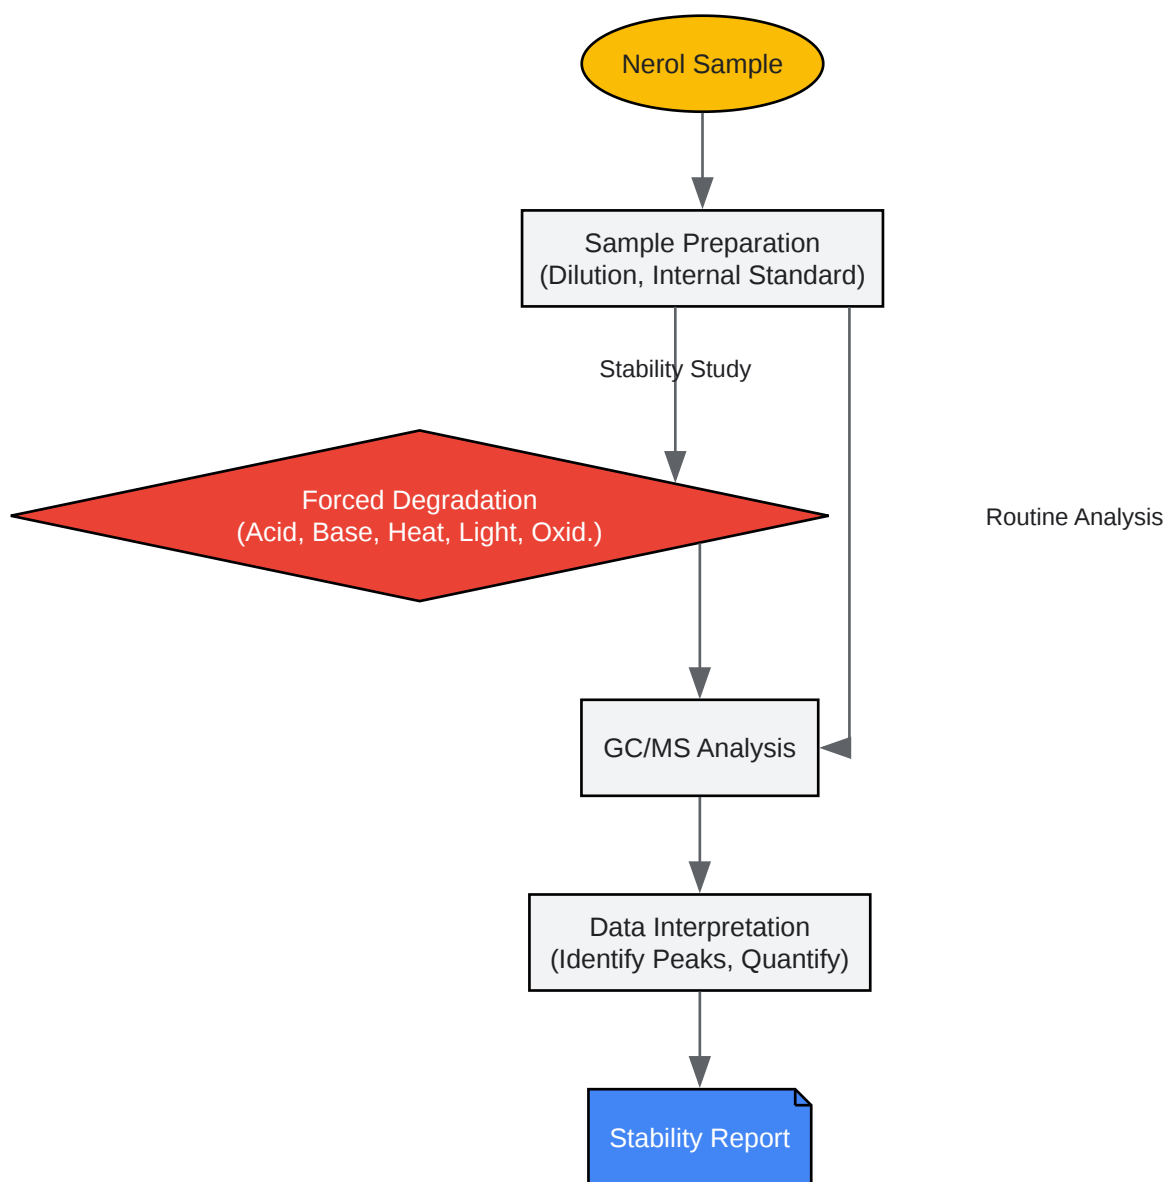 Nerol Sample
Sample Preparation
(Dilution, Internal Standard)
Stability Study
Forced Degradation
(Acid, Base, Heat, Light, Oxid.)
Routine Analysis
GC/MS Analysis
Data Interpretation
(Identify Peaks, Quantify)
Stability Report